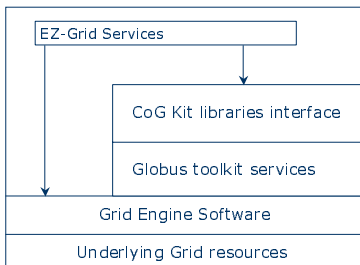 EZ-Grid Services
CoG Kit libraries interface
Globus toolkit services
Grid Engine Software
Underlying Grid resources